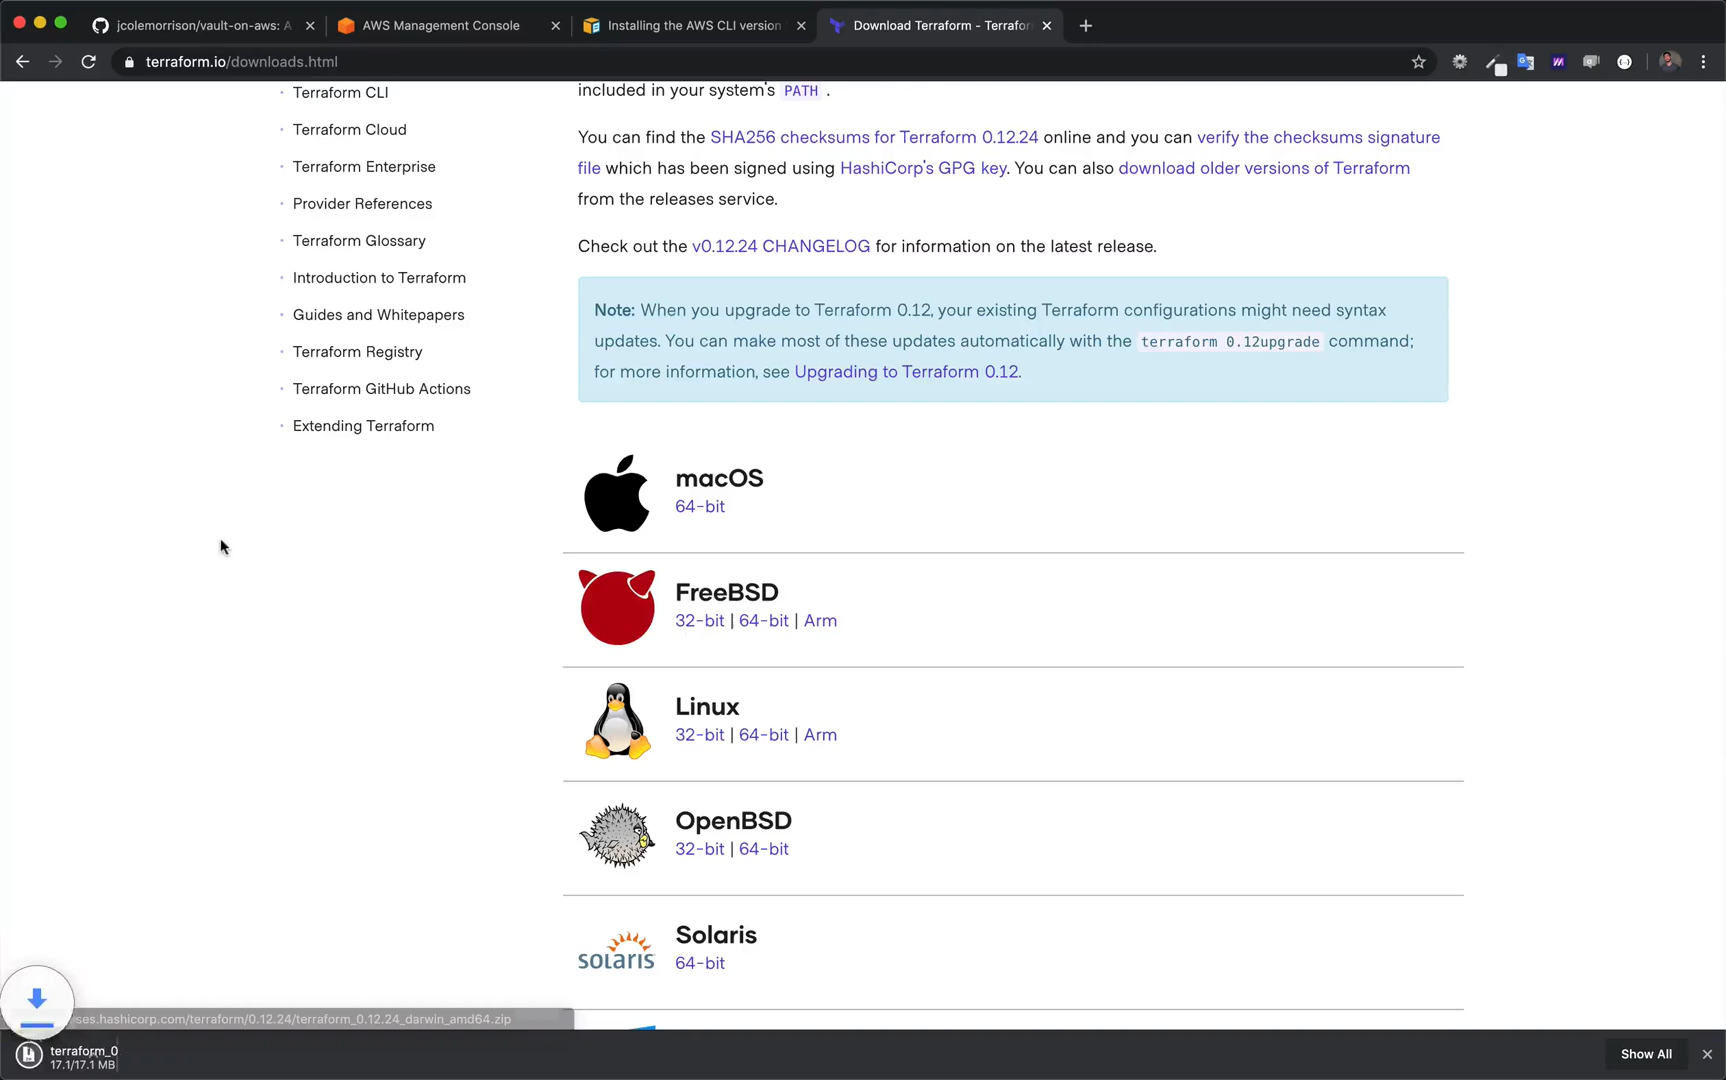 jcolemorrison/vault-on-aws: A
AWS Management Console
Installing the AWS CLI version
Download Terraform - Terrafor
terraform.io/downloads.html
Terraform CLI
Terraform Cloud
Terraform Enterprise
Provider References
Terraform Glossary
Introduction to Terraform
Guides and Whitepapers
Terraform Registry
Terraform GitHub Actions
Extending Terraform
included in your system's PATH .
You can find the SHA256 checksums for Terraform 0.12.24 online and you can verify the checksums signature
file which has been signed using HashiCorp's GPG key. You can also download older versions of Terraform
from the releases service.
Check out the v0.12.24 CHANGELOG for information on the latest release.
Note: When you upgrade to Terraform 0.12, your existing Terraform configurations might need syntax
updates. You can make most of these updates automatically with the terraform 0.12upgrade command;
for more information, see Upgrading to Terraform 0.12.
macOS
64-bit
FreeBSD
32-bit | 64-bit | Arm
Linux
32-bit | 64-bit | Arm
OpenBSD
32-bit | 64-bit
solaris
Solaris
64-bit
ses.hashicorp.com/terraform/0.12.24/terraform_0.12.24_darwin_amd64.zip
terraform_0
17.1/17.1 MB
Show All